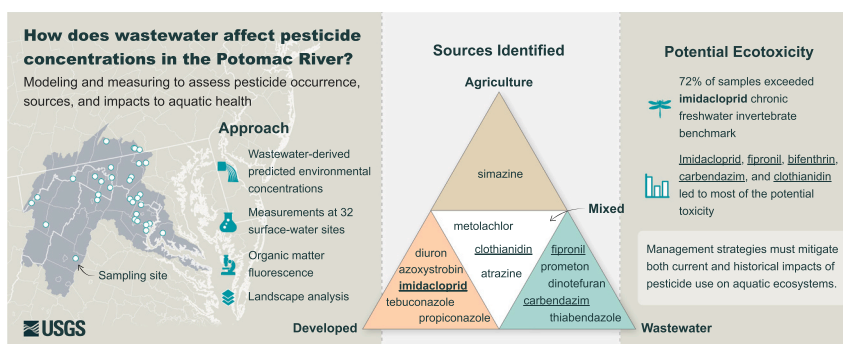 How does wastewater affect pesticide
concentrations in the Potomac River?
Modeling and measuring to assess pesticide occurrence,
sources, and impacts to aquatic health
Approach
Wastewater-derived
predicted environmental
concentrations
Measurements at 32
surface-water sites
Organic matter
fluorescence
Landscape analysis
Sampling site
USGS
Sources Identified
Agriculture
simazine
Mixed
metolachlor
clothianidin
atrazine
diuron
azoxystrobin
imidacloprid
tebuconazole
propiconazole
Developed
fipronil
prometon
dinotefuran
carbendazim
thiabendazole
Wastewater
Potential Ecotoxicity
72% of samples exceeded
imidacloprid chronic
freshwater invertebrate
benchmark
Imidacloprid, fipronil, bifenthrin,
carbendazim, and clothianidin
led to most of the potential
toxicity
Management strategies must mitigate
both current and historical impacts of
pesticide use on aquatic ecosystems.